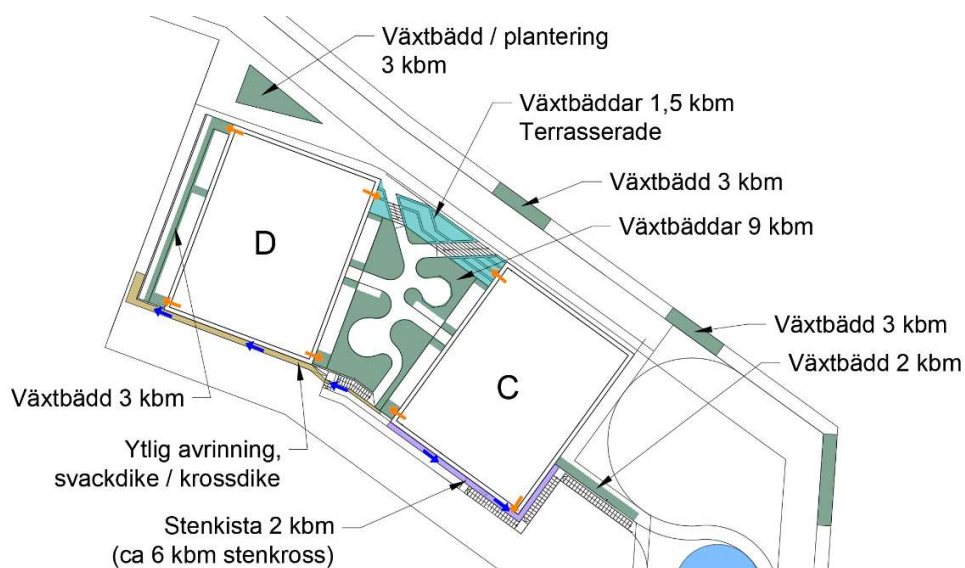 Växtbädd / plantering
3 kbm
Växtbäddar 1,5 kbm
Terrasserade
Växtbädd 3 kbm
Växtbäddar 9 kbm
D
Växtbädd 3 kbm
Växtbädd 2 kbm
C
Växtbädd 3 kbm
Ytlig avrinning,
svackdike / krossdike
Stenkista 2 kbm
(ca 6 kbm stenkross)